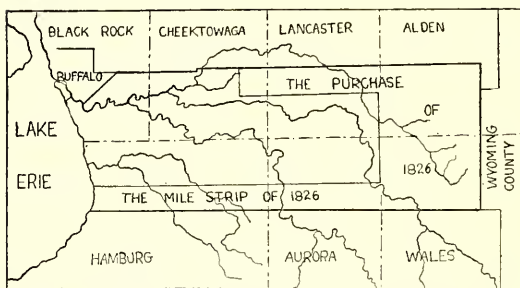 BLACK ROCK
CHEEKTOWAGA
LANCASTER
ALDEN
BUFFALO
THE PURCHASE
OF
1826
LAKE
ERIE
WYOMING
COUNTY
THE MILE STRIP OF 1826
HAMBURG
AURORA
WALES